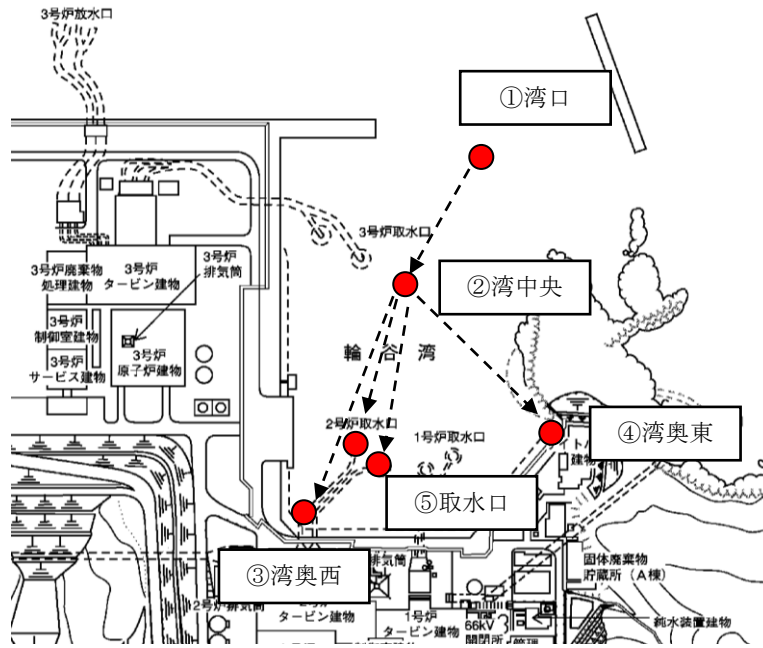 3号炉放水口
①湾口
3号炉取水口
3号炉
排気筒
3号炉廃棄物
処理建物
3号炉
タービン建物
②湾中央
3号炉
制御室建物
3号炉
サービス建物
3号炉
原子炉建物
輪谷湾
2号炉取水口
1号炉取水口
④湾奥東
建物
⑤取水口
③湾奥西
排気筒
固体廃棄物
貯蔵所（A棟）
2号炉排気筒
タービン建物
1号炉
タービン建物
66kV
開閉所
管理
純水装置建物